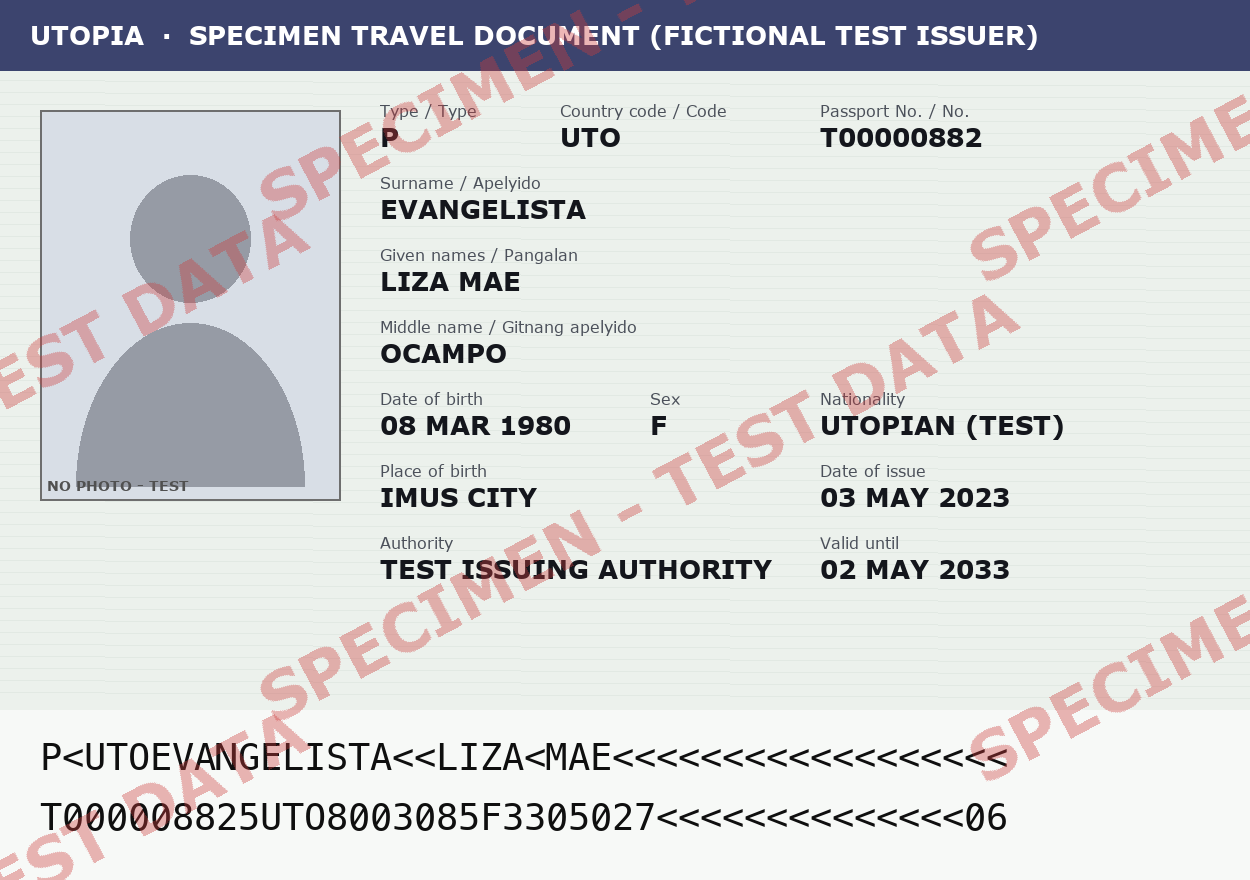 UTOPIA · SPECIMEN TRAVEL DOCUMENT (FICTIONAL TEST ISSUER)
Type / Type Country code / Code Passport No. / No.
P UTO T00000882
Surname / Apelyido
EVANGELISTA
Given names / Pangalan
LIZA MAE
Middle name / Gitnang apelyido
OCAMPO
Date of birth Sex Nationality
08 MAR 1980 F UTOPIAN (TEST)
Place of birth Date of issue
IMUS CITY 03 MAY 2023
Authority Valid until
TEST ISSUING AUTHORITY 02 MAY 2033
NO PHOTO - TEST
P<UTOEVANGELISTA<<LIZA<MAE<<<<<<<<<<<<<<<<<<
T000008825UTO8003085F3305027<<<<<<<<<<<<<<06
SPECIMEN - TEST DATA